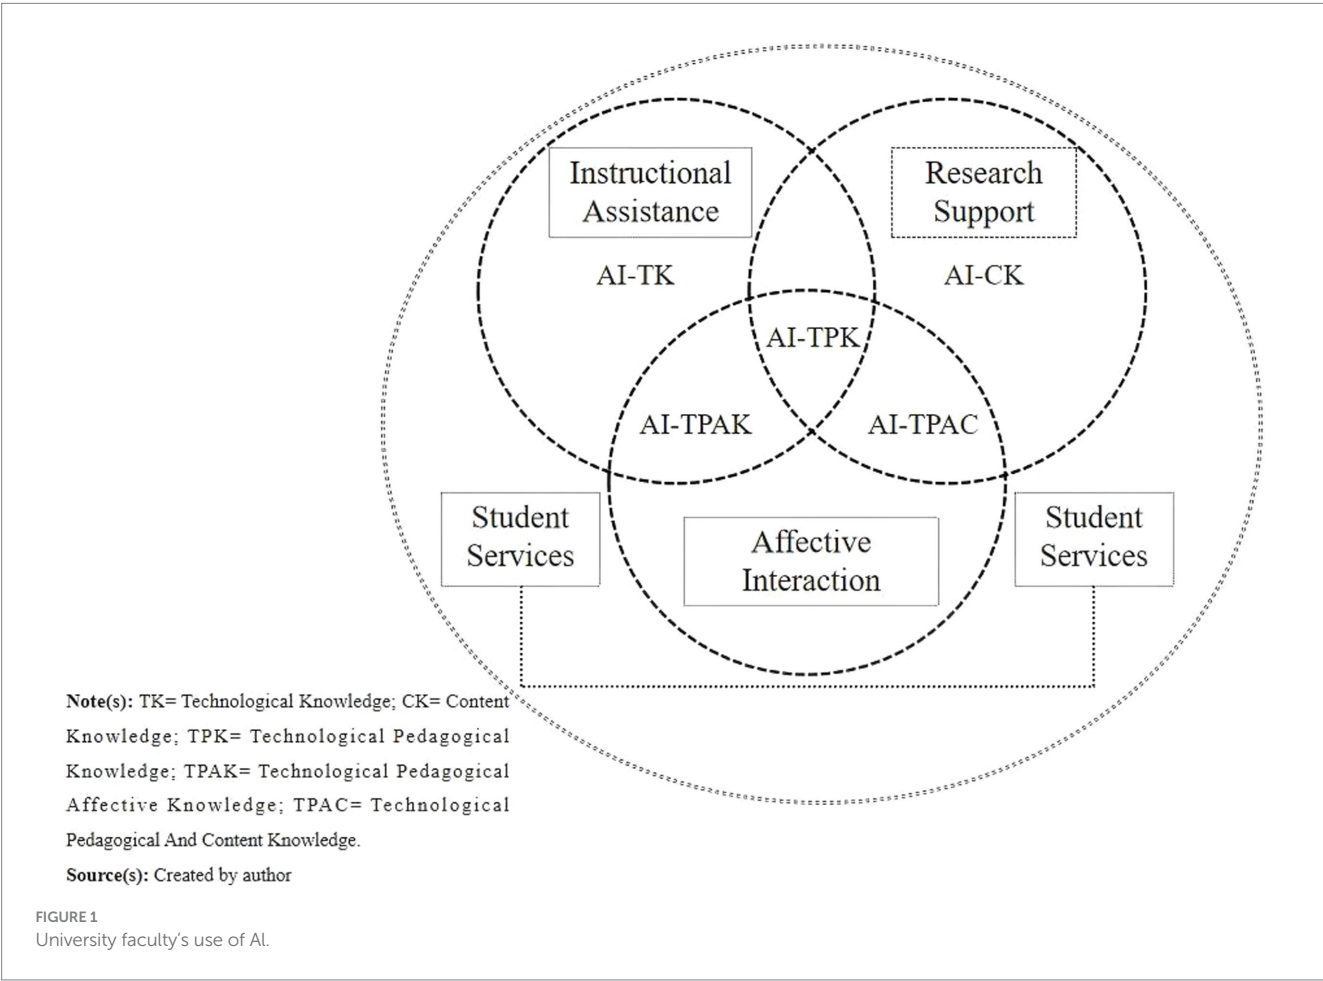 Instructional
Assistance
Research
Support
AI-TK
AI-CK
AI-TPK
AI-TPAK
AI-TPAC
Student
Services
Affective
Interaction
Student
Services
Note(s): TK= Technological Knowledge; CK= Content
Knowledge; TPK= Technological Pedagogical
Knowledge; TPAK= Technological Pedagogical
Affective Knowledge; TPAC= Technological
Pedagogical And Content Knowledge.
Source(s): Created by author
FIGURE 1
University faculty's use of AI.